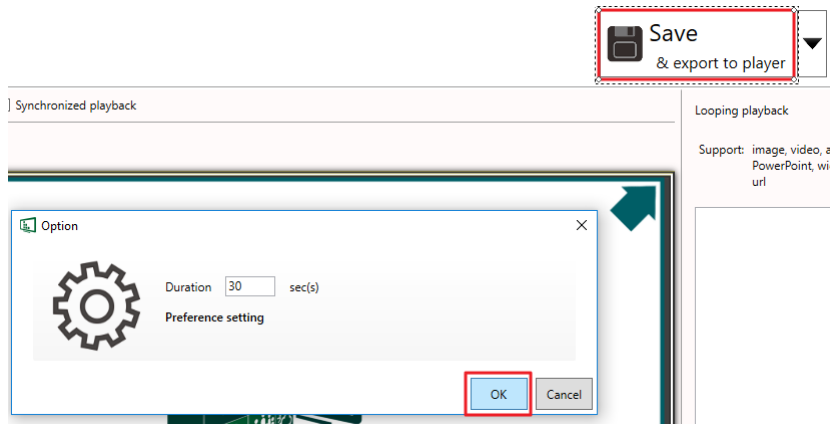 Save
& export to player
Synchronized playback
Looping playback
Support: image, video,
PowerPoint,
url
Option
Duration 30 sec(s)
Preference setting
OK Cancel